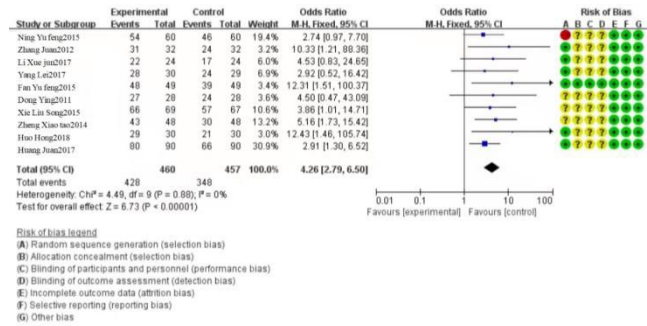 Experimental Control Odds Ratio Odds Ratio Risk of Bias
Study or Subgroup Events Total Events Total Weight M-H, Fixed, 95% CI M-H, Fixed, 95% CI A B C D E F G
Ning Yu feng2015 54 60 46 60 19.4% 2.74 [0.97, 7.70]
Zhang Juan2012 31 32 24 32 3.0% 10.33 [1.21, 88.36]
Li Xue jun2017 22 24 17 24 5.7% 4.53 [0.83, 24.65]
Yang Lei2017 28 30 24 29 6.2% 2.92 [0.52, 16.42]
Fan Yu feng2015 48 49 39 49 2.9% 12.31 [1.51, 100.37]
Dong Ying2011 27 28 24 28 3.4% 4.50 [0.47, 43.09]
Xie Liu Song2015 66 69 57 67 9.8% 3.86 [1.01, 14.71]
Zheng Xiao tao2014 43 48 30 48 12.5% 5.16 [1.73, 15.42]
Huo Hong2018 29 30 21 30 2.6% 12.43 [1.46, 105.74]
Huang Juan2017 80 90 66 90 2.91 [1.30, 6.52]
Total (95% CI) 460 457 100.0% 4.26 [2.79, 6.50]
Total events 428 348
Heterogeneity: Chi² = 4.49, df = 9 (P = 0.88); I² = 0%
Test for overall effect: Z = 6.73 (P < 0.00001)
0.01 0.1 1 10 100
Favours [experimental] Favours [control]
Risk of bias legend
(A) Random sequence generation (selection bias)
(B) Allocation concealment (selection bias)
(C) Blinding of participants and personnel (performance bias)
(D) Blinding of outcome assessment (detection bias)
(E) Incomplete outcome data (attrition bias)
(F) Selective reporting (reporting bias)
(G) Other bias